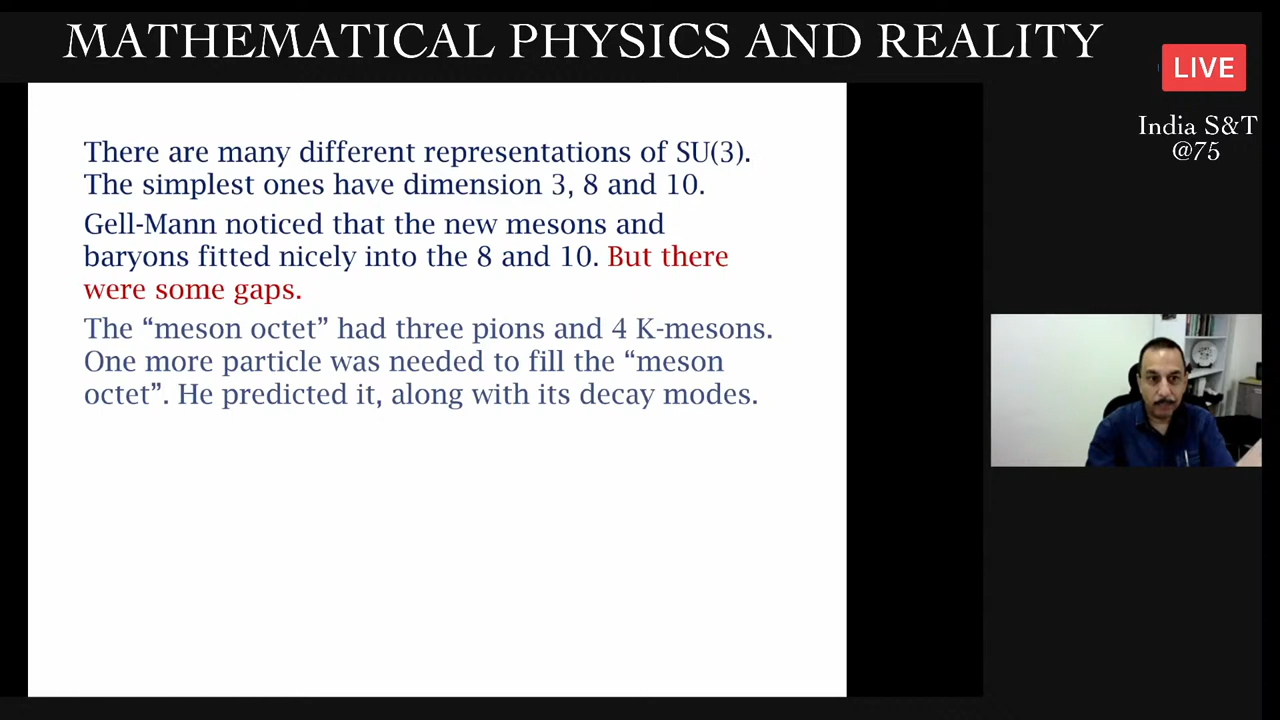 MATHEMATICAL PHYSICS AND REALITY
LIVE
India S&T
@75
There are many different representations of SU(3).
The simplest ones have dimension 3, 8 and 10.
Gell-Mann noticed that the new mesons and
baryons fitted nicely into the 8 and 10. But there
were some gaps.
The “meson octet” had three pions and 4 K-mesons.
One more particle was needed to fill the “meson
octet”. He predicted it, along with its decay modes.